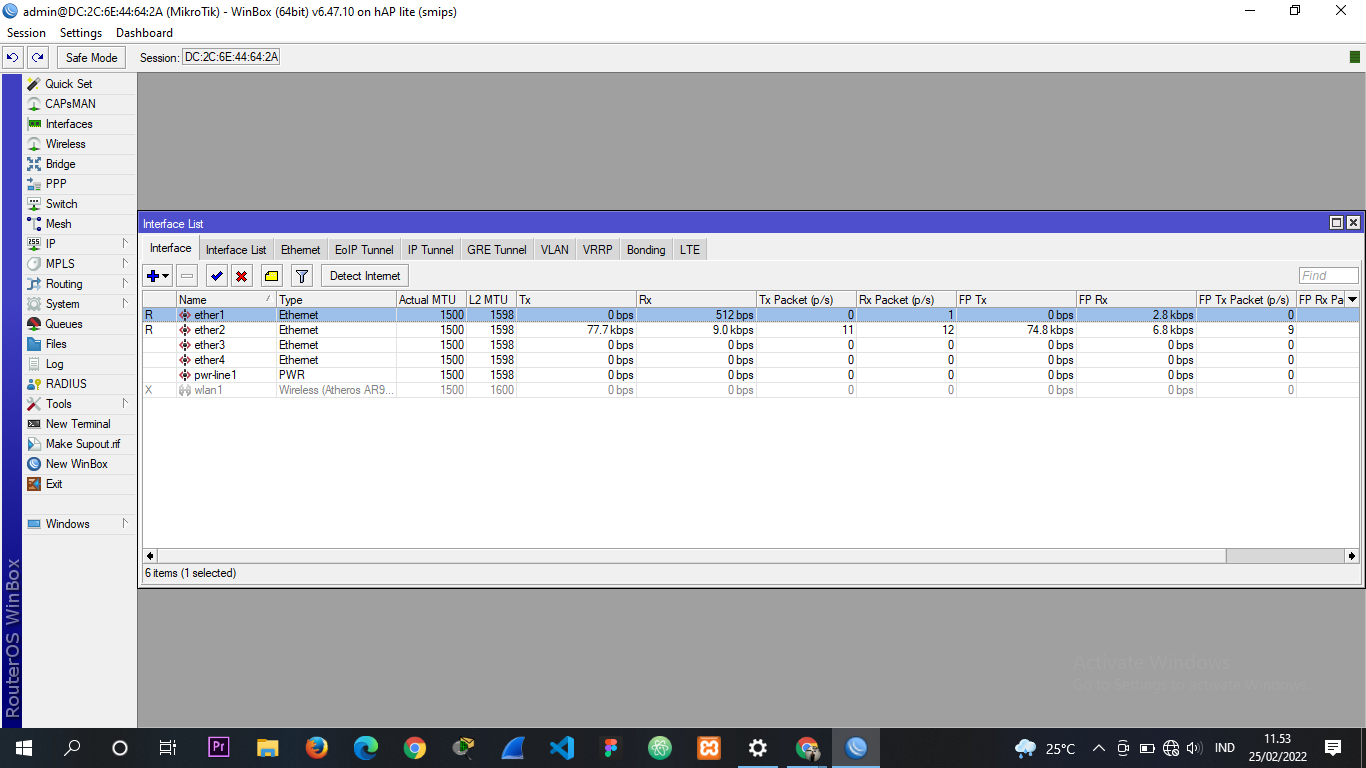 admin@DC:2C:6E:44:64:2A (MikroTik) - WinBox (64bit) v6.47.10 on hAP lite (smips)
Session Settings Dashboard
Safe Mode Session: DC:2C:6E:44:64:2A
Quick Set
CAPsMAN
Interfaces
Wireless
Bridge
PPP
Switch
Mesh
IP
MPLS
Routing
System
Queues
Files
Log
RADIUS
Tools
New Terminal
Make Supout.rif
New WinBox
Exit
Windows
RouterOS WinBox
Interface List
Interface Interface List Ethernet EoIP Tunnel IP Tunnel GRE Tunnel VLAN VRRP Bonding LTE
Detect Internet Find
Name Type Actual MTU L2 MTU Tx Rx Tx Packet (p/s) Rx Packet (p/s) FP Tx FP Rx FP Tx Packet (p/s) FP Rx Pa
R ether1 Ethernet 1500 1598 0 bps 512 bps 0 1 0 bps 2.8 kbps 0
R ether2 Ethernet 1500 1598 77.7 kbps 9.0 kbps 11 12 74.8 kbps 6.8 kbps 9
ether3 Ethernet 1500 1598 0 bps 0 bps 0 0 0 bps 0 bps 0
ether4 Ethernet 1500 1598 0 bps 0 bps 0 0 0 bps 0 bps 0
pwr-line1 PWR 1500 1598 0 bps 0 bps 0 0 0 bps 0 bps 0
X wlan1 Wireless (Atheros AR9... 1500 1600 0 bps 0 bps 0 0 0 bps 0 bps 0
6 items (1 selected)
Activate Windows
Go to Settings to activate Windows.
Pr
25°C IND 11.53
25/02/2022